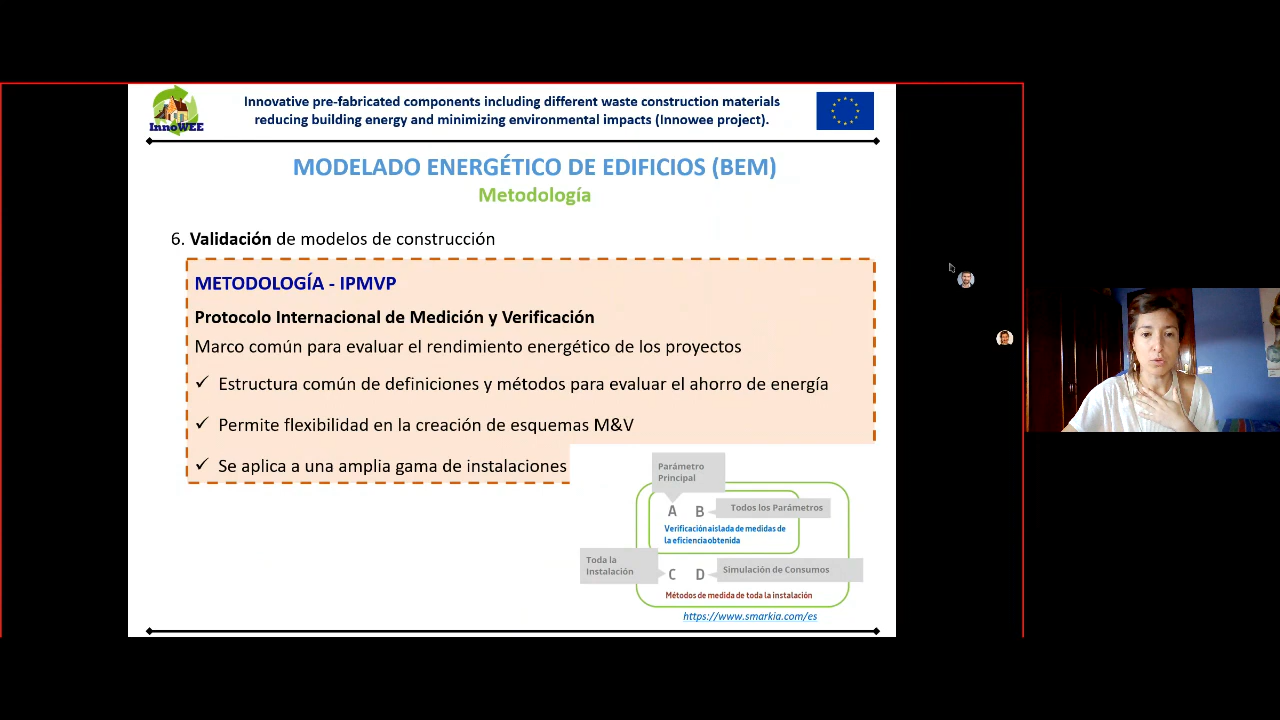 InnoWEE
Innovative pre-fabricated components including different waste construction materials
reducing building energy and minimizing environmental impacts (Innowee project).
MODELADO ENERGÉTICO DE EDIFICIOS (BEM)
Metodología
6. Validación de modelos de construcción
METODOLOGÍA - IPMVP
Protocolo Internacional de Medición y Verificación
Marco común para evaluar el rendimiento energético de los proyectos
✓ Estructura común de definiciones y métodos para evaluar el ahorro de energía
✓ Permite flexibilidad en la creación de esquemas M&V
✓ Se aplica a una amplia gama de instalaciones
Parámetro
Principal
A B
Todos los Parámetros
Verificación aislada de medidas de
la eficiencia obtenida
Toda la
Instalación
C D
Simulación de Consumos
Métodos de medida de toda la instalación
https://www.smarkia.com/es